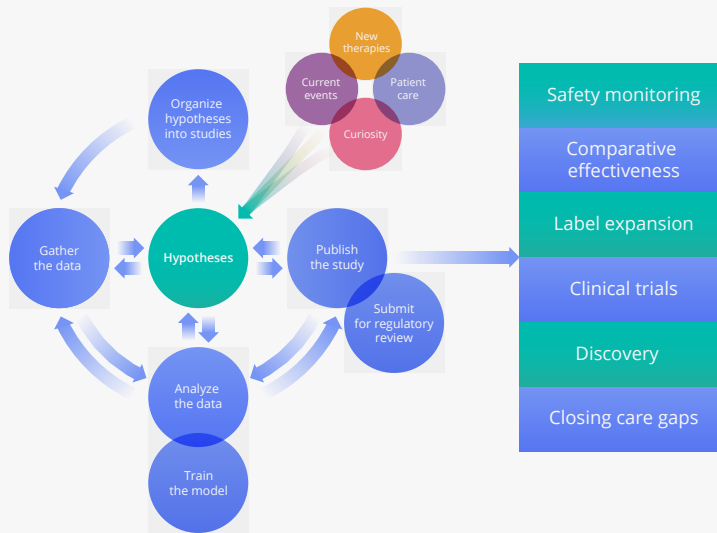 New
therapies
Current
events
Patient
care
Curiosity
Organize
hypotheses
into studies
Gather
the data
Hypotheses
Publish
the study
Submit
for regulatory
review
Analyze
the data
Train
the model
Safety monitoring
Comparative
effectiveness
Label expansion
Clinical trials
Discovery
Closing care gaps